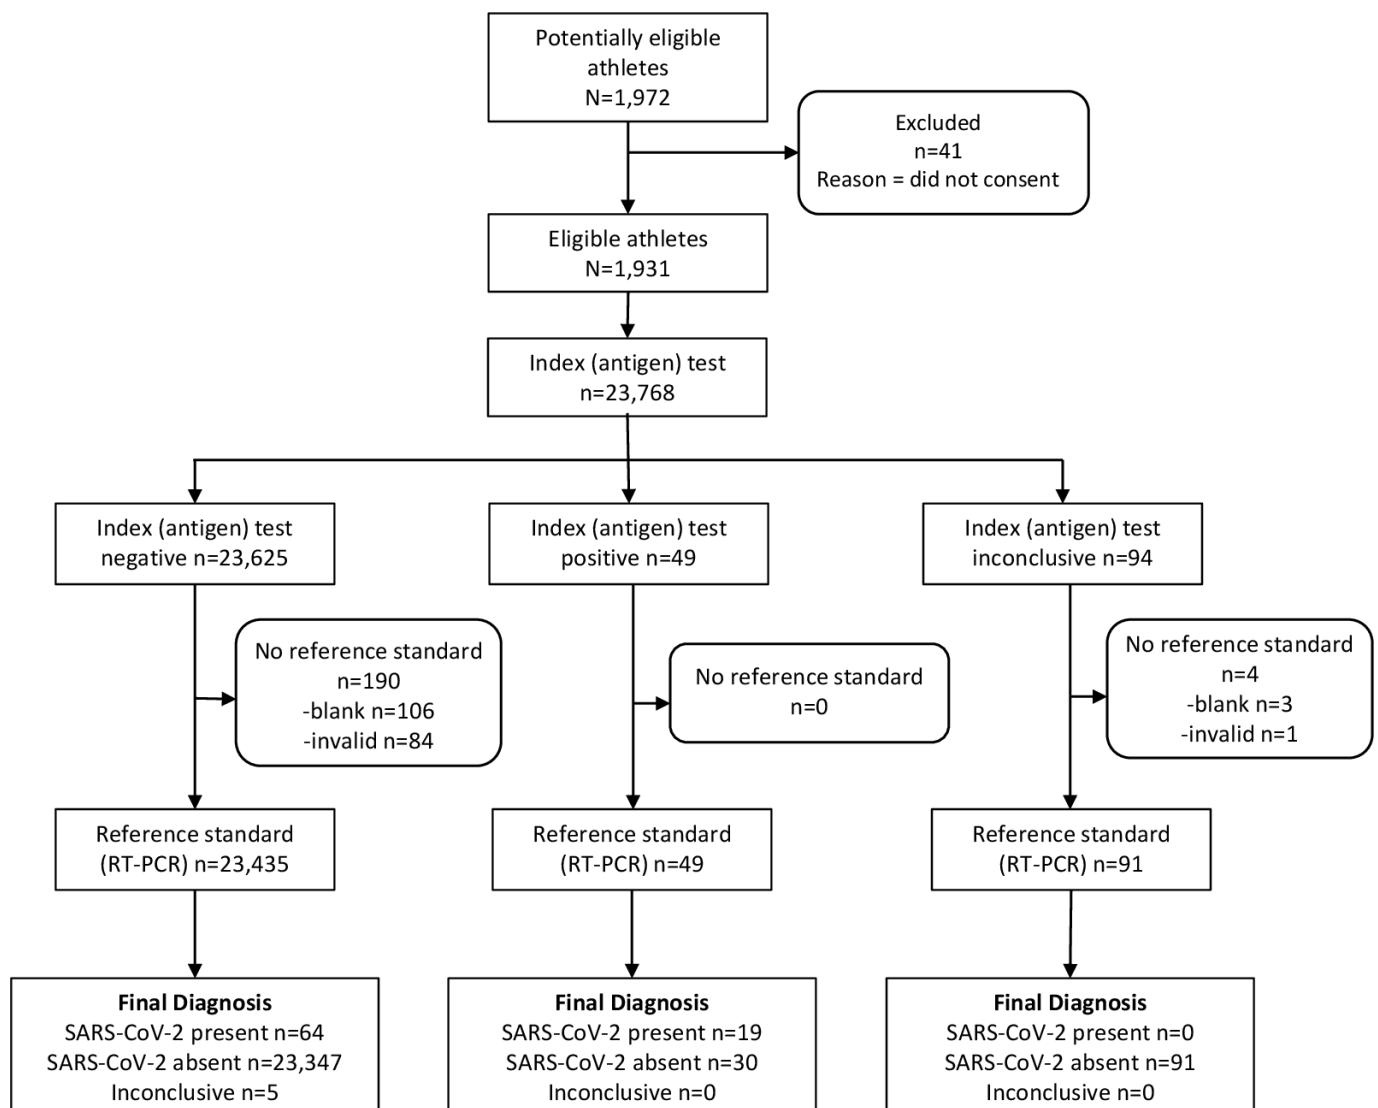 Potentially eligible
athletes
N=1,972
Excluded
n=41
Reason = did not consent
Eligible athletes
N=1,931
Index (antigen) test
n=23,768
Index (antigen) test
negative n=23,625
Index (antigen) test
positive n=49
Index (antigen) test
inconclusive n=94
No reference standard
n=190
-blank n=106
-invalid n=84
No reference standard
n=0
No reference standard
n=4
-blank n=3
-invalid n=1
Reference standard
(RT-PCR) n=23,435
Reference standard
(RT-PCR) n=49
Reference standard
(RT-PCR) n=91
Final Diagnosis
SARS-CoV-2 present n=64
SARS-CoV-2 absent n=23,347
Inconclusive n=5
Final Diagnosis
SARS-CoV-2 present n=19
SARS-CoV-2 absent n=30
Inconclusive n=0
Final Diagnosis
SARS-CoV-2 present n=0
SARS-CoV-2 absent n=91
Inconclusive n=0